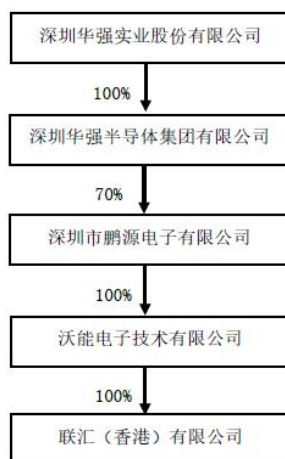 深圳华强实业股份有限公司
100%
深圳华强半导体集团有限公司
70%
深圳市鹏源电子有限公司
100%
沃能电子技术有限公司
100%
联汇（香港）有限公司